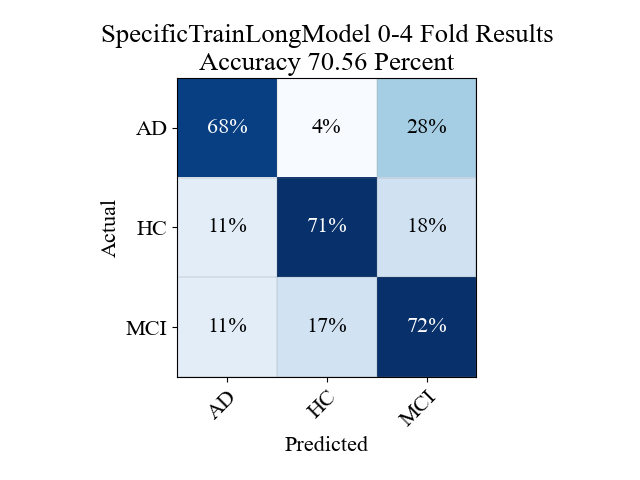 SpecificTrainLongModel 0-4 Fold Results
Accuracy 70.56 Percent
AD 68% 4% 28%
Actual
HC 11% 71% 18%
MCI 11% 17% 72%
AD HC MCI
Predicted